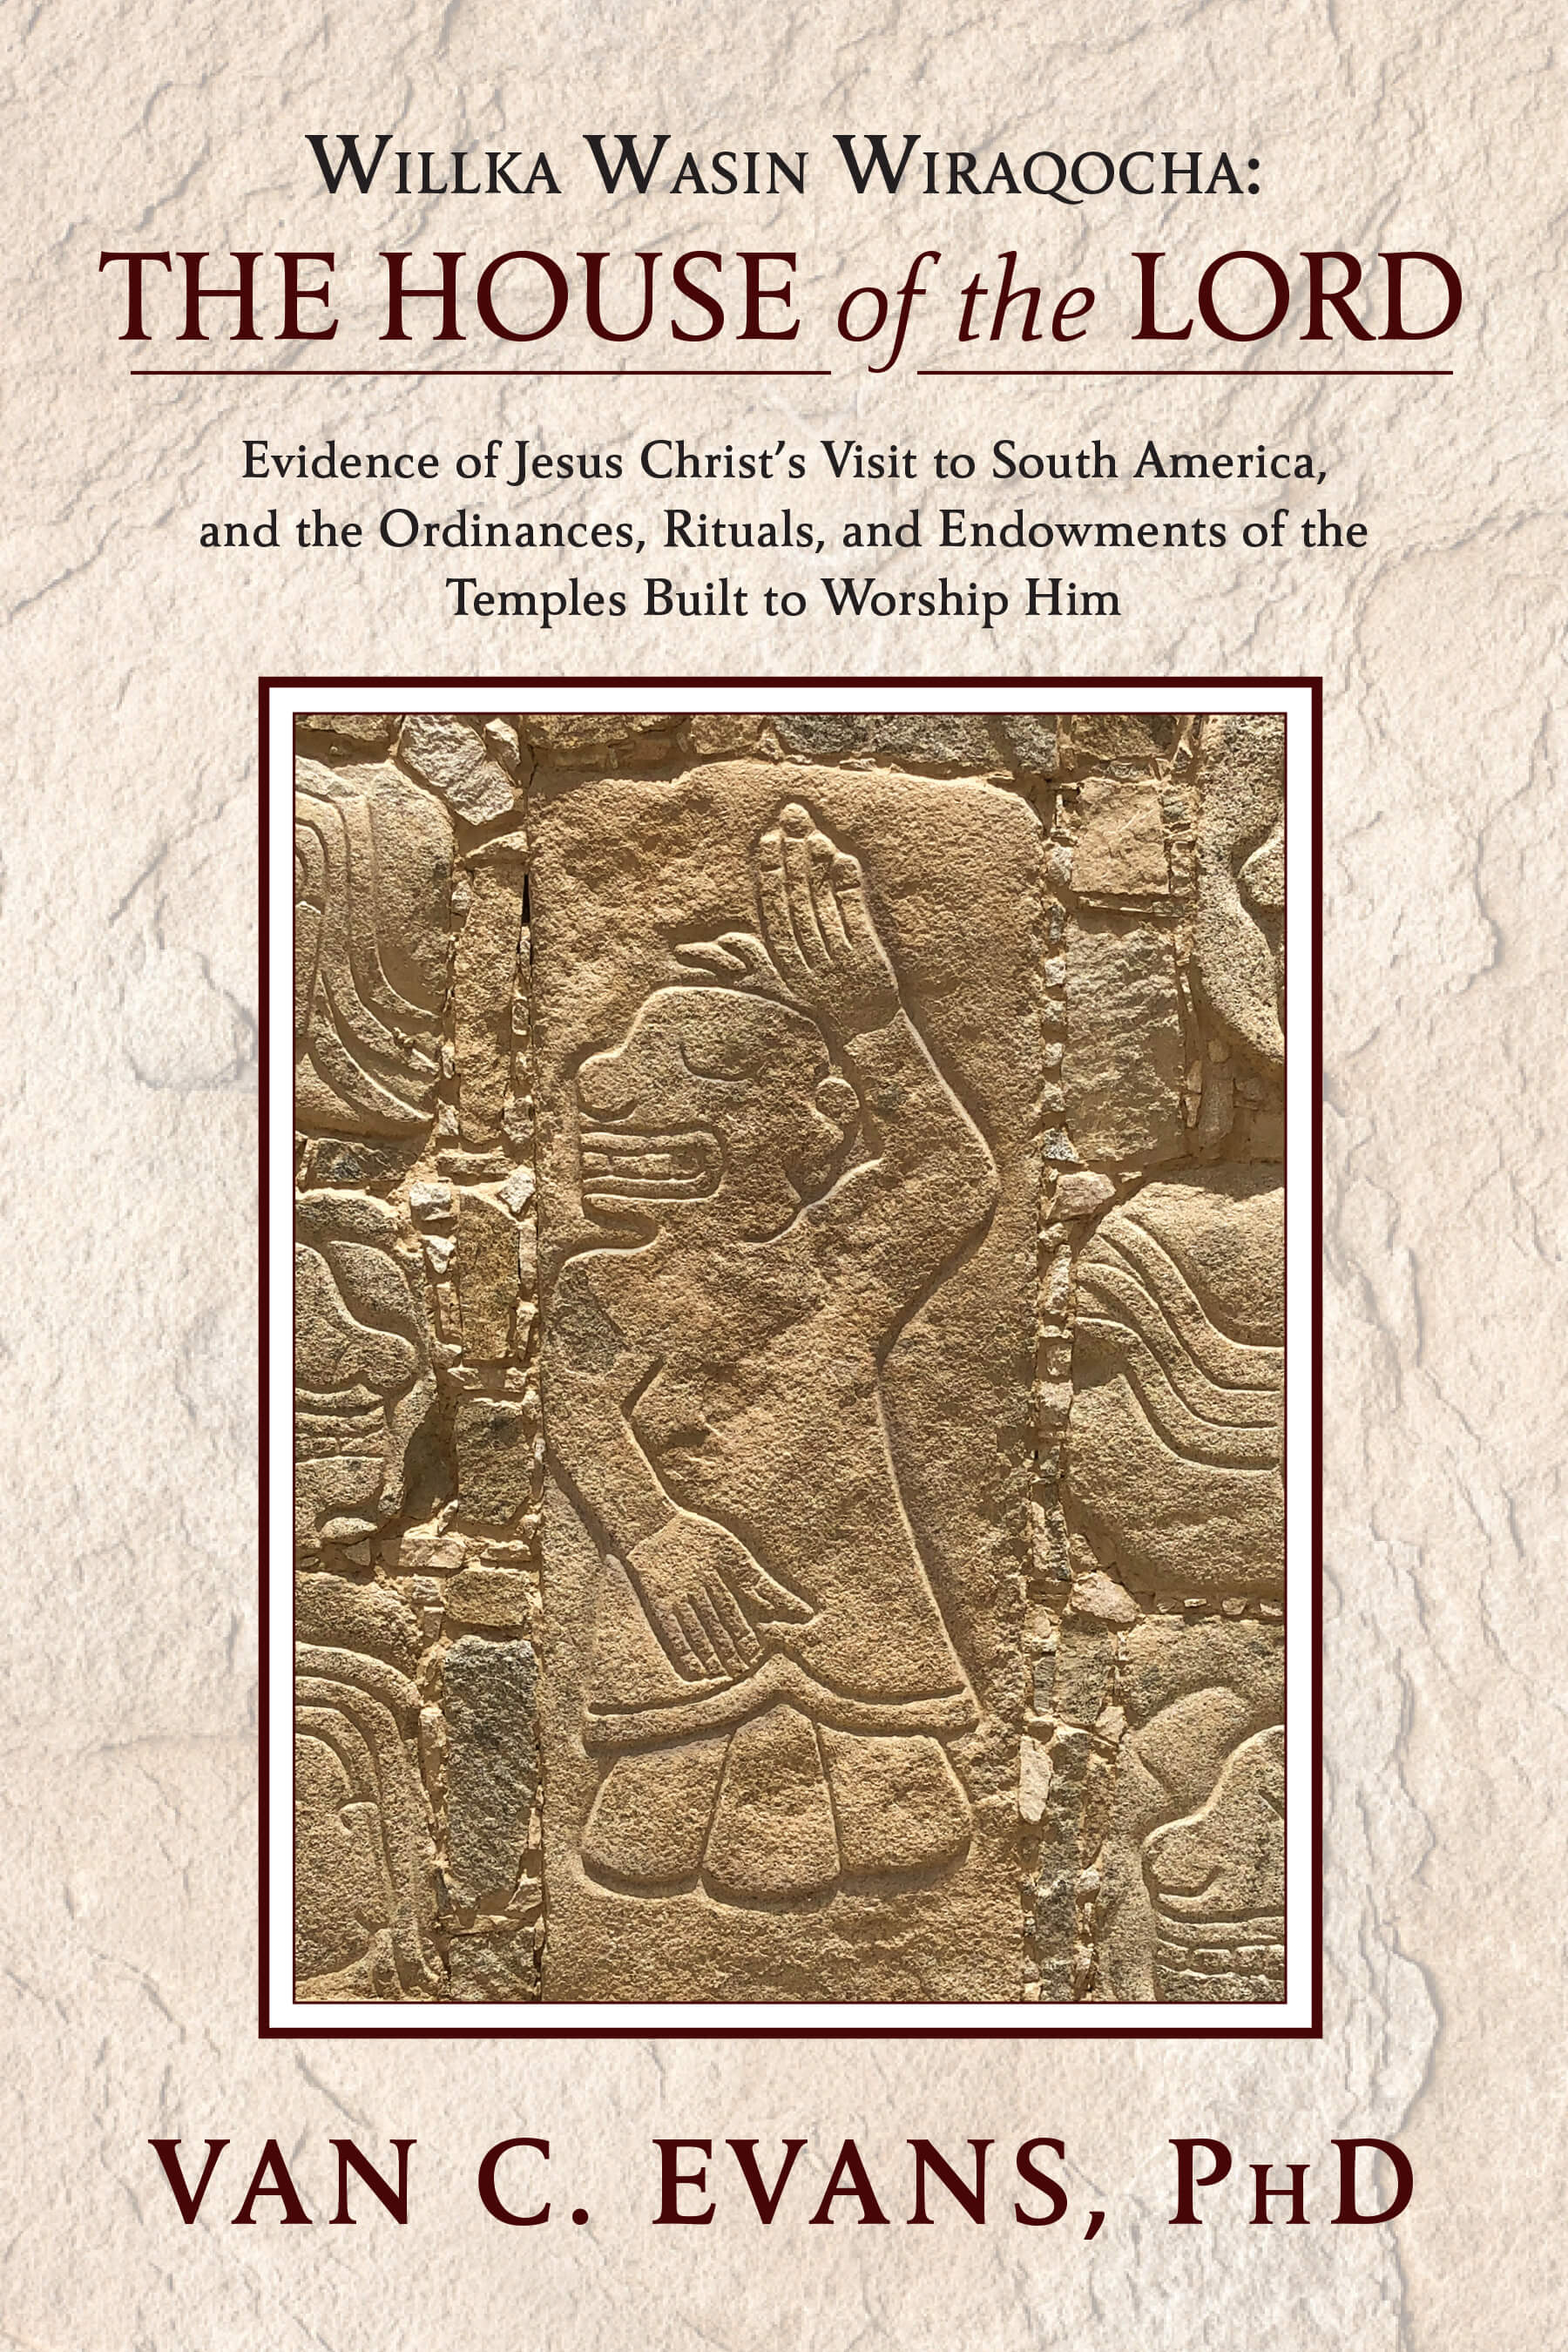 Willka Wasin Wiraqocha:
THE HOUSE of the LORD
Evidence of Jesus Christ’s Visit to South America,
and the Ordinances, Rituals, and Endowments of the
Temples Built to Worship Him
VAN C. EVANS, PhD